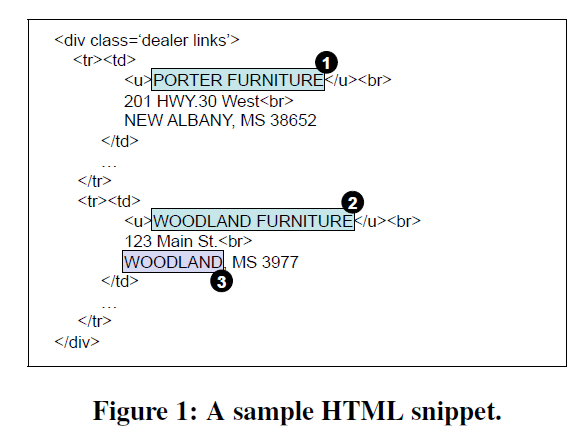 <div class=‘dealer links’>
<tr><td>
1
<u>PORTER FURNITURE</u><br>
201 HWY.30 West<br>
NEW ALBANY, MS 38652
</td>
...
</tr>
<tr><td>
2
<u>WOODLAND FURNITURE</u><br>
123 Main St.<br>
WOODLAND, MS 3977
3
</td>
...
</tr>
</div>
Figure 1: A sample HTML snippet.